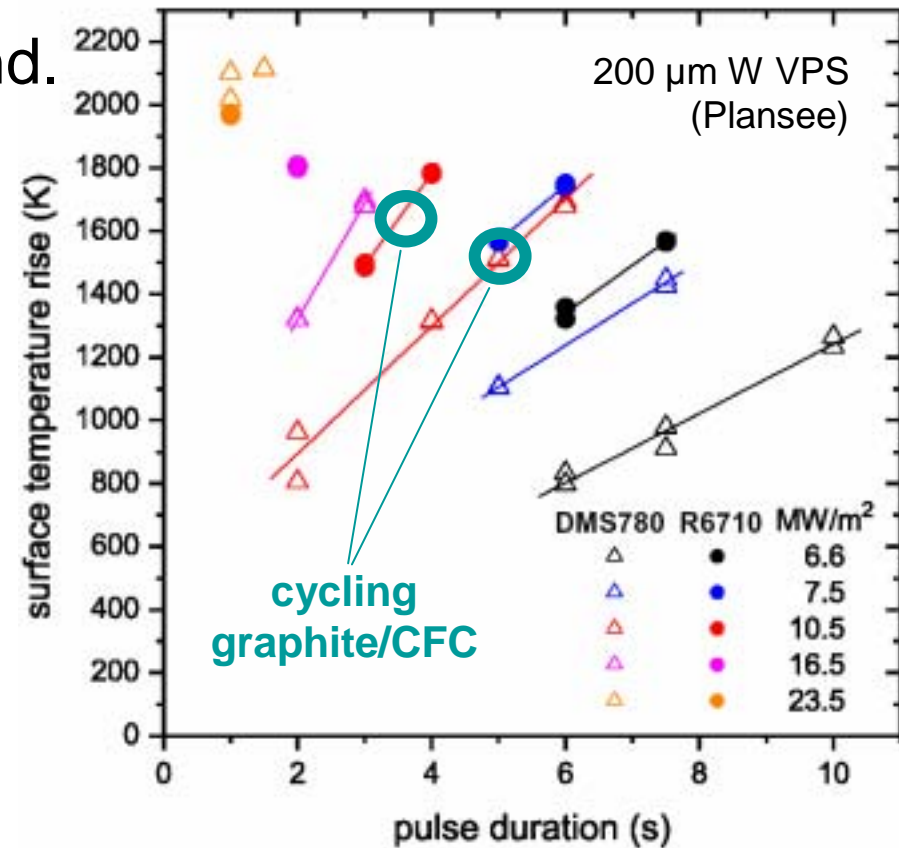 nd.
200 µm W VPS
(Plansee)
surface temperature rise (K)
2200
2000
1800
1600
1400
1200
1000
800
600
400
200
0
cycling
graphite/CFC
DMS780 R6710 MW/m²
6.6
7.5
10.5
16.5
23.5
0 2 4 6 8 10
pulse duration (s)